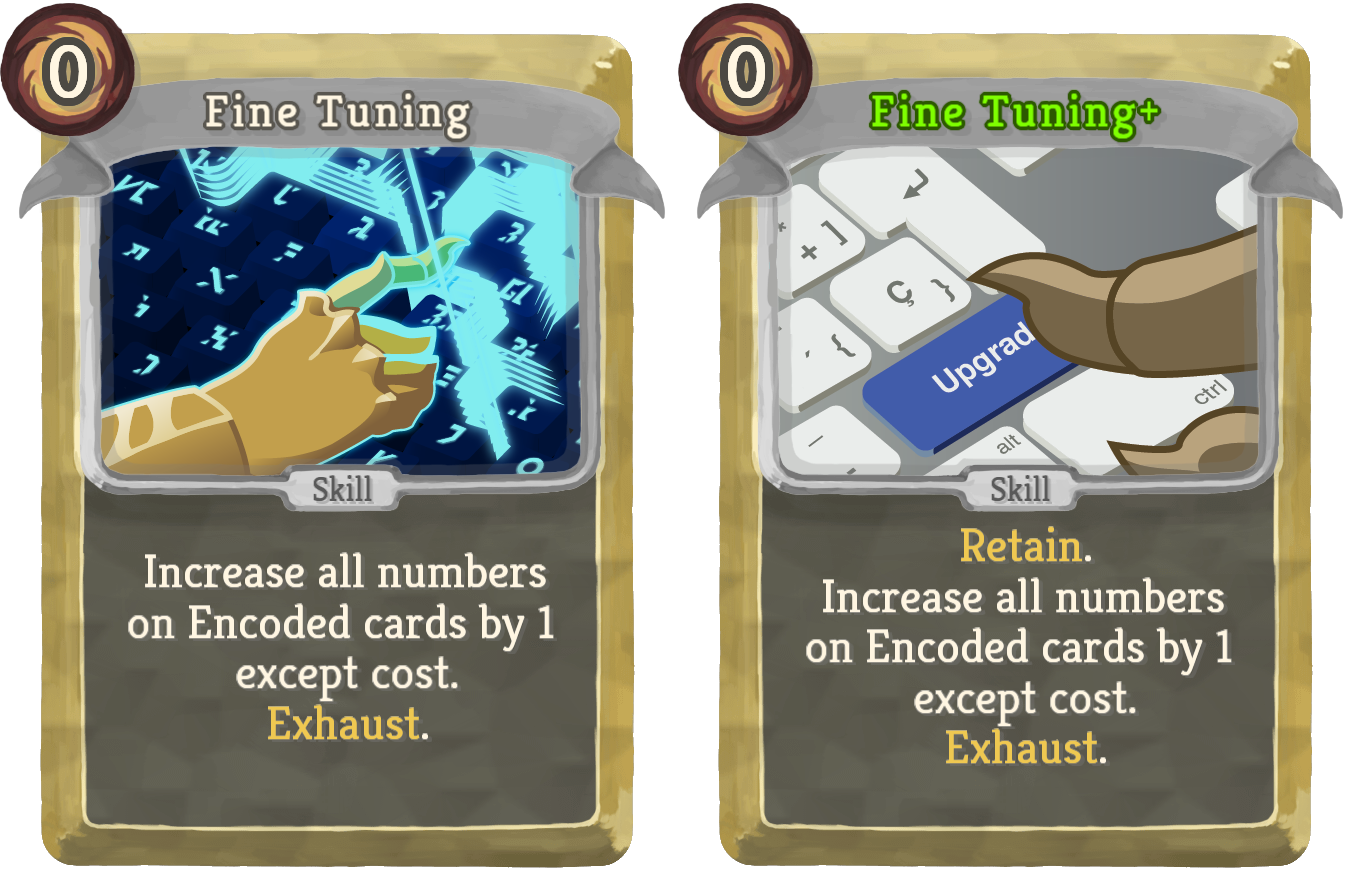 0
Fine Tuning
Skill
Increase all numbers
on Encoded cards by 1
except cost.
Exhaust.
0
Fine Tuning+
+ ]
Ç }
{
Upgrad
alt
ctrl
Skill
Retain.
Increase all numbers
on Encoded cards by 1
except cost.
Exhaust.